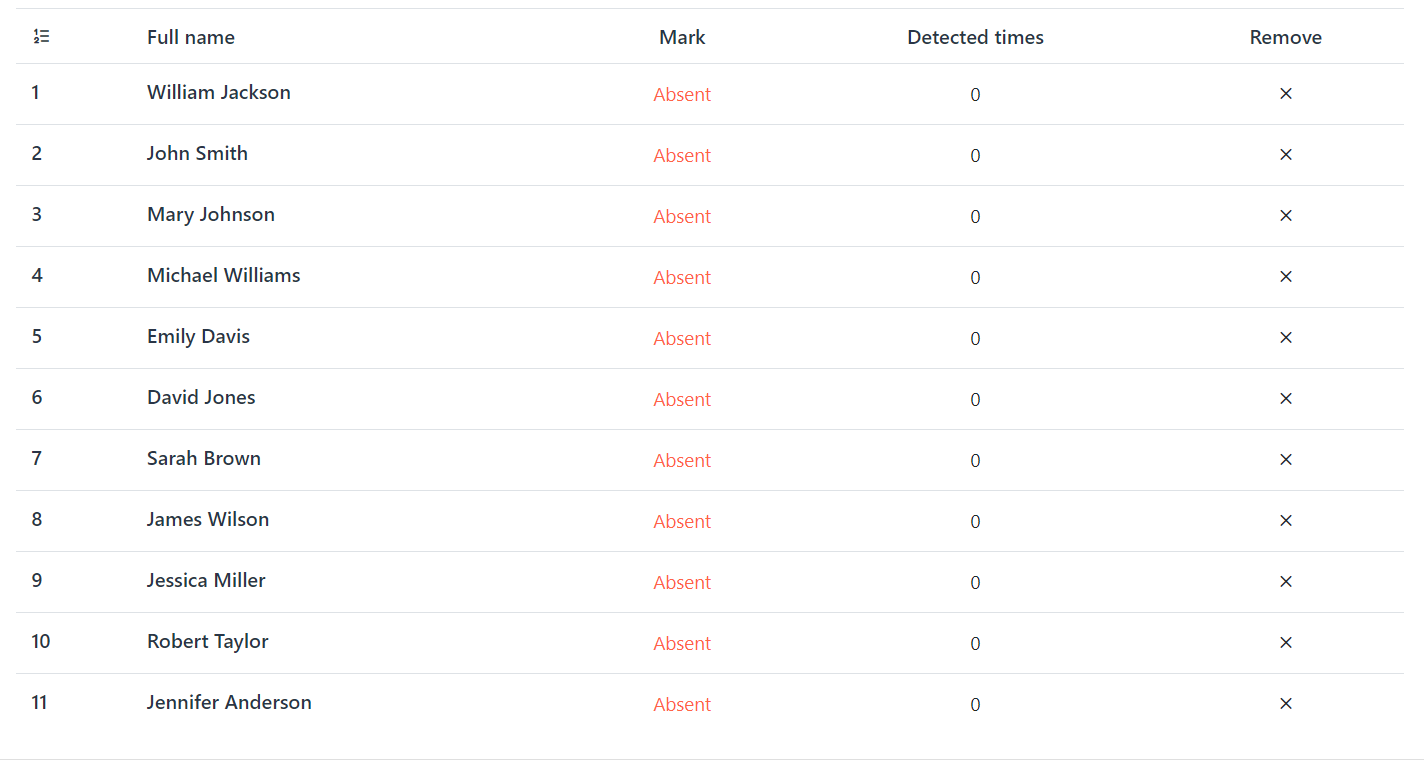 Full name Mark Detected times Remove
1 William Jackson Absent 0
2 John Smith Absent 0
3 Mary Johnson Absent 0
4 Michael Williams Absent 0
5 Emily Davis Absent 0
6 David Jones Absent 0
7 Sarah Brown Absent 0
8 James Wilson Absent 0
9 Jessica Miller Absent 0
10 Robert Taylor Absent 0
11 Jennifer Anderson Absent 0